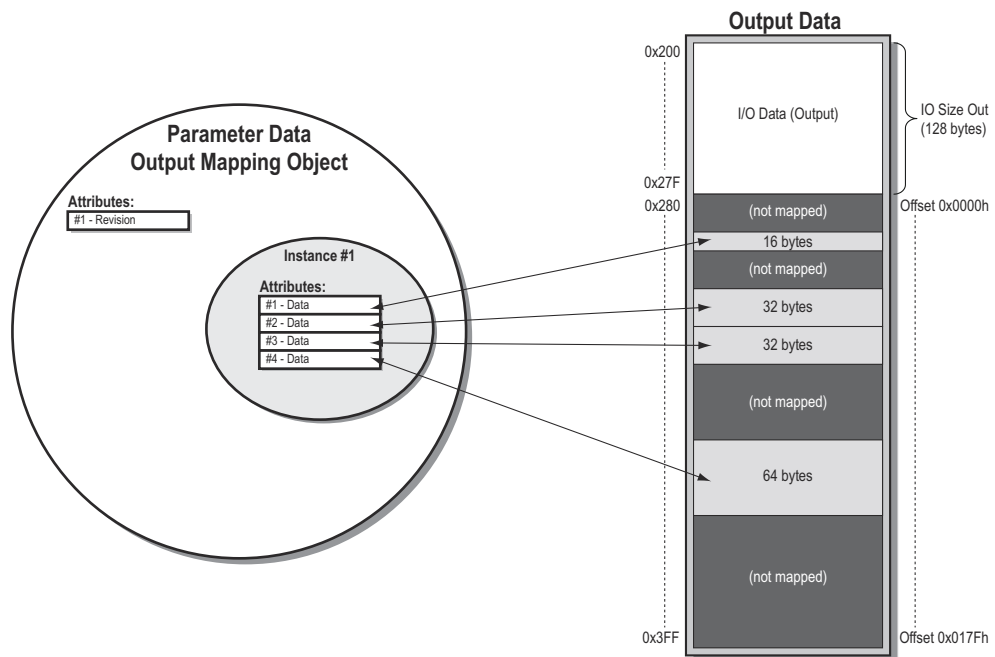 Parameter Data
Output Mapping Object
Attributes:
#1 - Revision
Instance #1
Attributes:
#1 - Data
#2 - Data
#3 - Data
#4 - Data
Output Data
0x200
I/O Data (Output)
IO Size Out
(128 bytes)
0x27F
0x280
(not mapped)
Offset 0x0000h
16 bytes
(not mapped)
32 bytes
32 bytes
(not mapped)
64 bytes
(not mapped)
0x3FF
Offset 0x017Fh